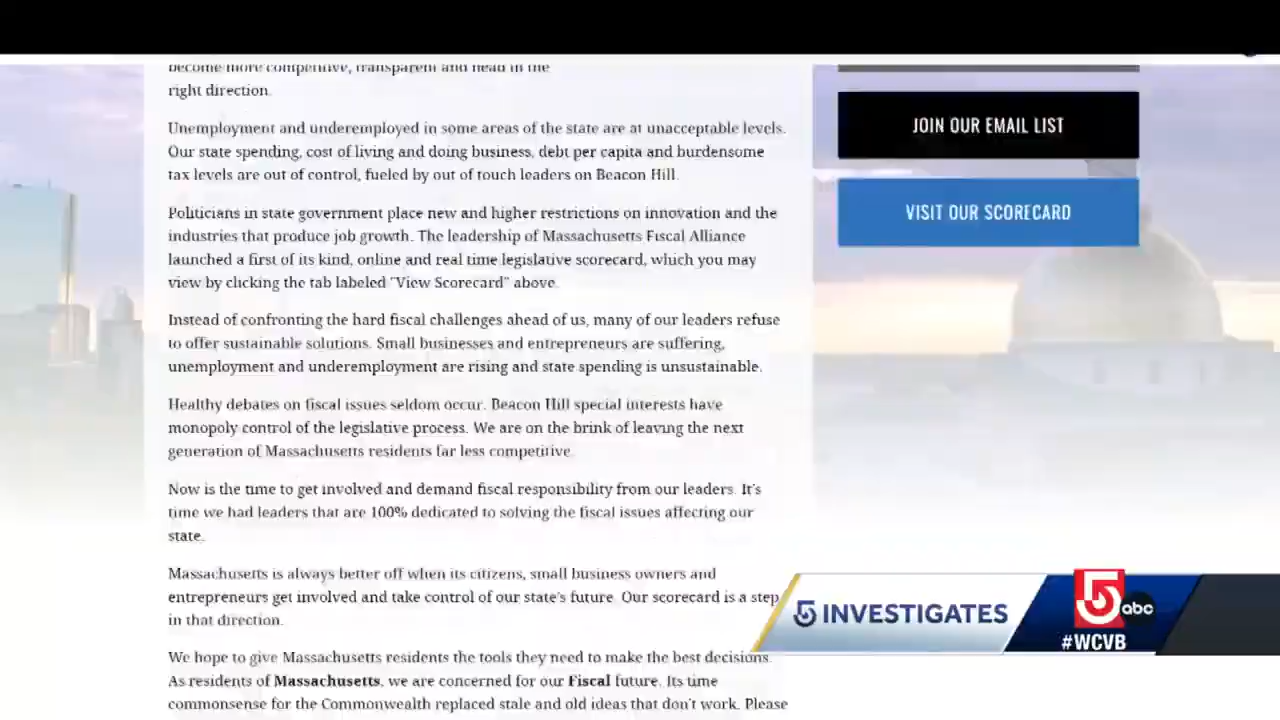 become more competitive, transparent and head in the
right direction.
Unemployment and underemployed in some areas of the state are at unacceptable levels.
Our state spending, cost of living and doing business, debt per capita and burdensome
tax levels are out of control, fueled by out of touch leaders on Beacon Hill.
Politicians in state government place new and higher restrictions on innovation and the
industries that produce job growth. The leadership of Massachusetts Fiscal Alliance
launched a first of its kind, online and real time legislative scorecard, which you may
view by clicking the tab labeled "View Scorecard" above.
Instead of confronting the hard fiscal challenges ahead of us, many of our leaders refuse
to offer sustainable solutions. Small businesses and entrepreneurs are suffering,
unemployment and underemployment are rising and state spending is unsustainable.
Healthy debates on fiscal issues seldom occur. Beacon Hill special interests have
monopoly control of the legislative process. We are on the brink of leaving the next
generation of Massachusetts residents far less competitive.
Now is the time to get involved and demand fiscal responsibility from our leaders. It's
time we had leaders that are 100% dedicated to solving the fiscal issues affecting our
state.
Massachusetts is always better off when its citizens, small business owners and
entrepreneurs get involved and take control of our state's future. Our scorecard is a step
in that direction.
We hope to give Massachusetts residents the tools they need to make the best decisions.
As residents of Massachusetts, we are concerned for our Fiscal future. Its time
commonsense for the Commonwealth replaced stale and old ideas that don't work. Please
JOIN OUR EMAIL LIST
VISIT OUR SCORECARD
5 INVESTIGATES
5 abc
#WCVB